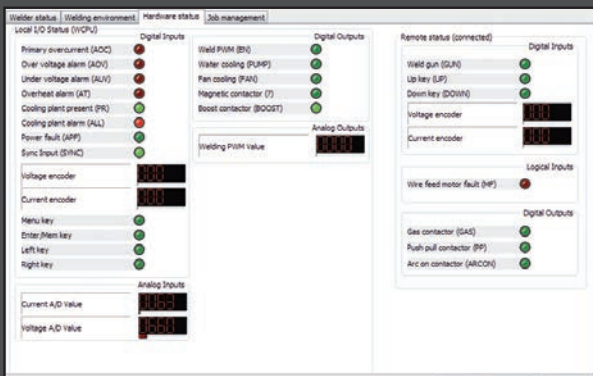 Welder status Welding environment Hardware status Job management
Local I/O Status (WCPU)
Digital Inputs
Primary overcurrent (AOC)
Over voltage alarm (AOV)
Under voltage alarm (AUV)
Overheat alarm (AT)
Cooling plant present (PR)
Cooling plant alarm (ALL)
Power fault (APF)
Sync Input (SYNC)
Voltage encoder
Current encoder
Menu key
Enter/Mem key
Left key
Right key
Analog Inputs
Current A/D Value
Voltage A/D Value
Digital Outputs
Weld PWM (EN)
Water cooling (PUMP)
Fan cooling (FAN)
Magnetic contactor (?)
Boost contactor (BOOST)
Analog Outputs
Welding PWM Value
Remote status (connected)
Digital Inputs
Weld gun (GUN)
Up key (UP)
Down key (DOWN)
Voltage encoder
Current encoder
Logical Inputs
Wire feed motor fault (MF)
Digital Outputs
Gas contactor (GAS)
Push pull contactor (PP)
Arc on contactor (ARCON)